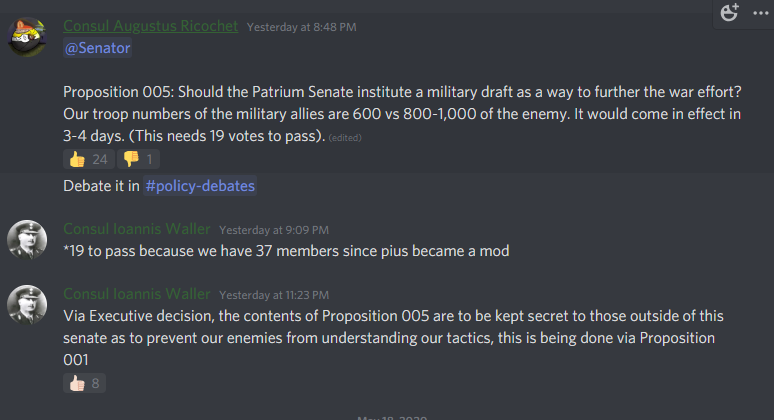 Consul Augustus Ricochet Yesterday at 8:48 PM
@Senator
Proposition 005: Should the Patrium Senate institute a military draft as a way to further the war effort?
Our troop numbers of the military allies are 600 vs 800-1,000 of the enemy. It would come in effect in
3-4 days. (This needs 19 votes to pass). (edited)
24 1
Debate it in #policy-debates
Consul Ioannis Waller Yesterday at 9:09 PM
*19 to pass because we have 37 members since pius became a mod
Consul Ioannis Waller Yesterday at 11:23 PM
Via Executive decision, the contents of Proposition 005 are to be kept secret to those outside of this
senate as to prevent our enemies from understanding our tactics, this is being done via Proposition
001
8
May 18, 2020